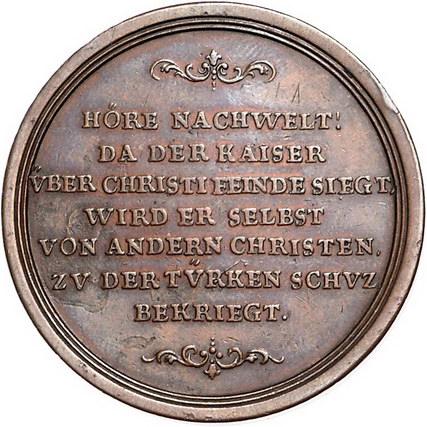 HÖRE NACHWELT!
DA DER KAISER
ÜBER CHRISTI FEINDE SIEGT,
WIRD ER SELBST
VON ANDERN CHRISTEN,
ZV DER TÜRKEN SCHVZ
BEKRIEGT.